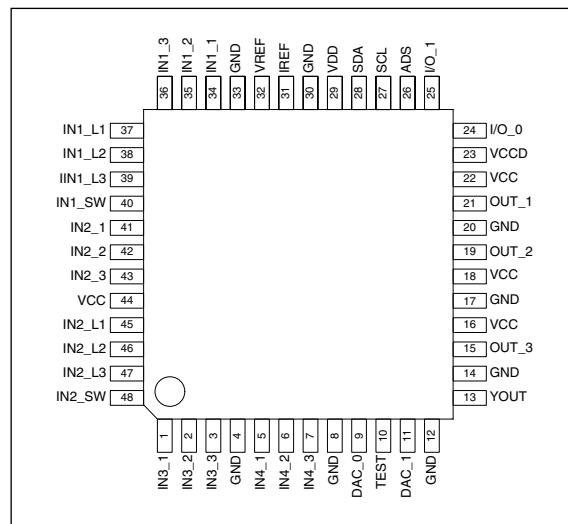 IN1_3 IN1_2 IN1_1 GND VREF IREF GND VDD SDA SCL ADS I/O_1
36 35 34 33 32 31 30 29 28 27 26 25
IN1_L1 37 24 I/O_0
IN1_L2 38 23 VCCD
IIN1_L3 39 22 VCC
IN1_SW 40 21 OUT_1
IN2_1 41 20 GND
IN2_2 42 19 OUT_2
IN2_3 43 18 VCC
VCC 44 17 GND
IN2_L1 45 16 VCC
IN2_L2 46 15 OUT_3
IN2_L3 47 14 GND
IN2_SW 48 13 YOUT
1 2 3 4 5 6 7 8 9 10 11 12
IN3_1 IN3_2 IN3_3 GND IN4_1 IN4_2 IN4_3 GND DAC_0 TEST DAC_1 GND